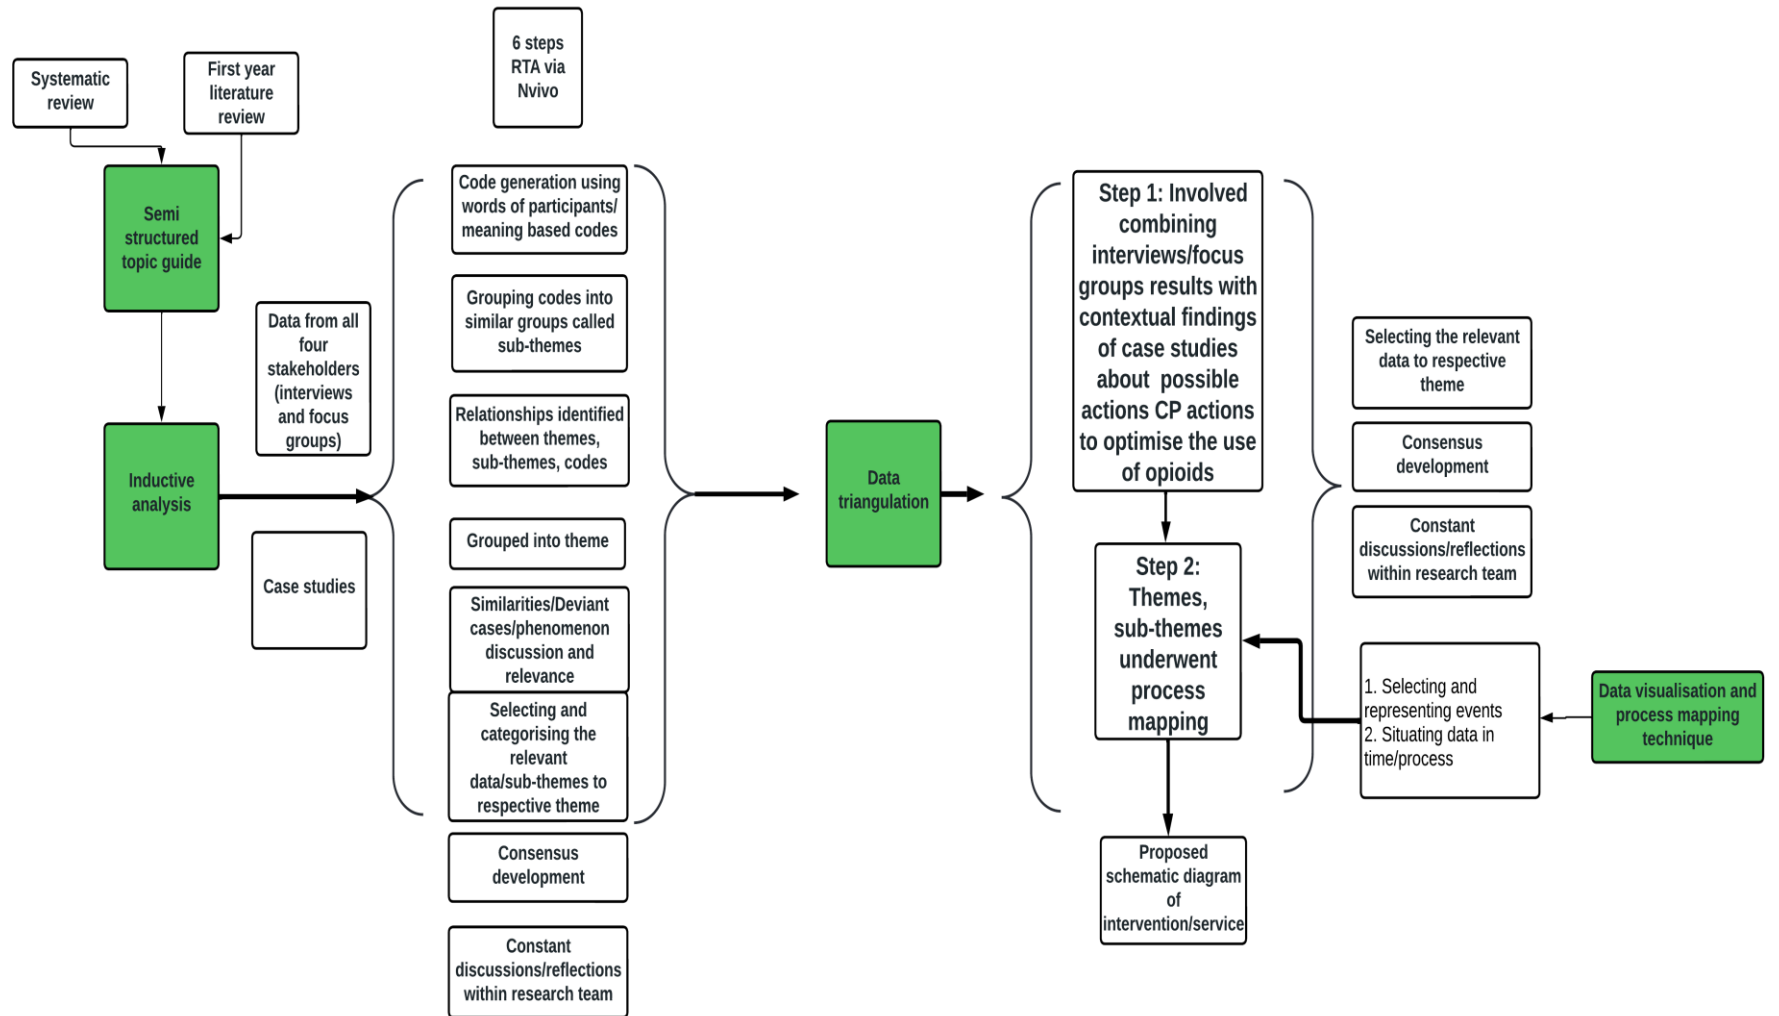 Systematic
review
First year
literature
review
6 steps
RTA via
Nvivo
Semi
structured
topic guide
Data from all
four
stakeholders
(interviews
and focus
groups)
Inductive
analysis
Case studies
Code generation using
words of participants/
meaning based codes
Grouping codes into
similar groups called
sub-themes
Relationships identified
between themes,
sub-themes, codes
Grouped into theme
Similarities/Deviant
cases/phenomenon
discussion and
relevance
Selecting and
categorising the
relevant
data/sub-themes to
respective theme
Consensus
development
Constant
discussions/reflections
within research team
Data
triangulation
Step 1: Involved
combining
interviews/focus
groups results with
contextual findings
of case studies
about possible
actions CP actions
to optimise the use
of opioids
Step 2:
Themes,
sub-themes
underwent
process
mapping
Proposed
schematic diagram
of
intervention/service
Selecting the relevant
data to respective
theme
Consensus
development
Constant
discussions/reflections
within research team
1. Selecting and
representing events
2. Situating data in
time/process
Data visualisation and
process mapping
technique